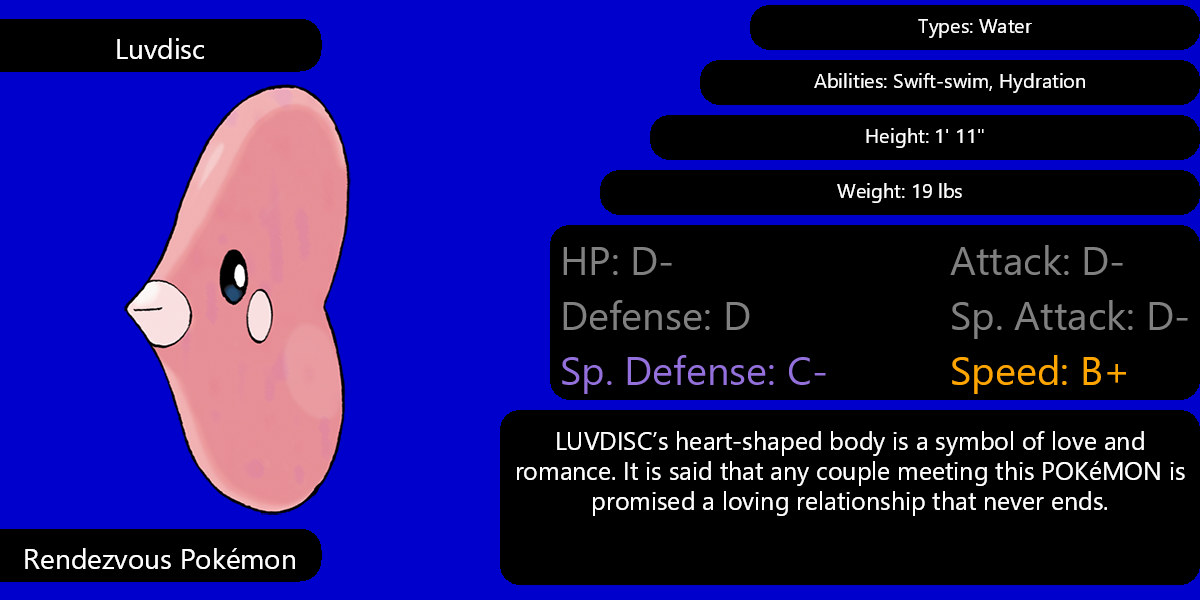 Luvdisc
Rendezvous Pokémon
Types: Water
Abilities: Swift-swim, Hydration
Height: 1' 11"
Weight: 19 lbs
HP: D-
Attack: D-
Defense: D
Sp. Attack: D-
Sp. Defense: C-
Speed: B+
LUVDISC’s heart-shaped body is a symbol of love and
romance. It is said that any couple meeting this POKéMON is
promised a loving relationship that never ends.